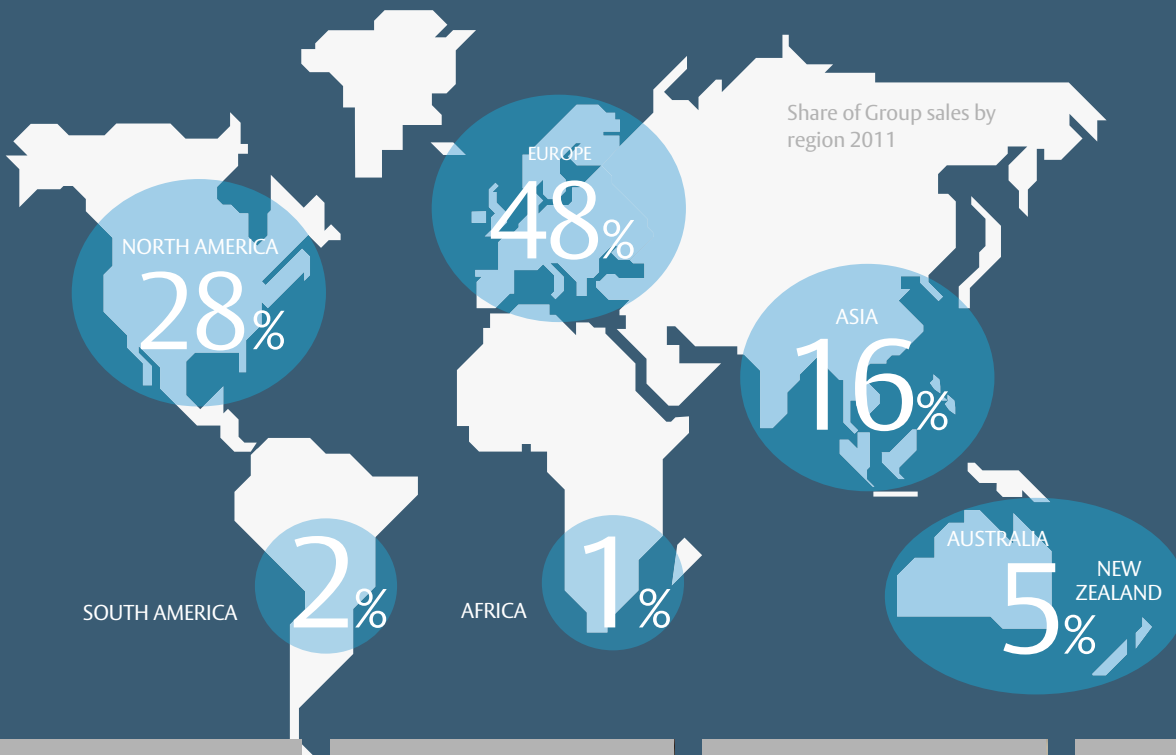 Share of Group sales by
region 2011
EUROPE
48%
NORTH AMERICA
28%
ASIA
16%
SOUTH AMERICA
2%
AFRICA
1%
AUSTRALIA
NEW
ZEALAND
5%